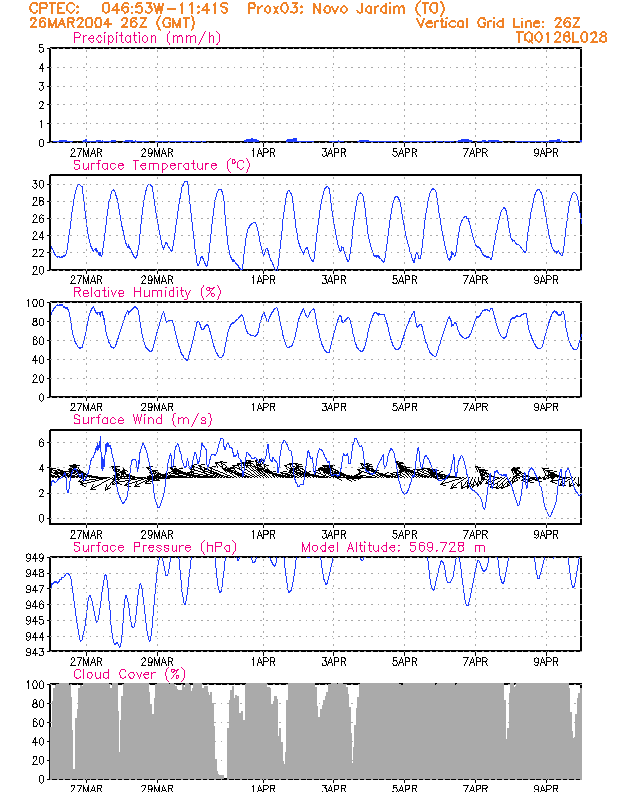 CPTEC: 046:53W-11:41S Prox03: Novo Jardim (TO)
26MAR2004 26Z (GMT) Vertical Grid Line: 26Z
Precipitation (mm/h) TQ0126L028
5
4
3
2
1
0
27MAR 29MAR 1APR 3APR 5APR 7APR 9APR
Surface Temperature (ºC)
30
28
26
24
22
20
27MAR 29MAR 1APR 3APR 5APR 7APR 9APR
Relative Humidity (%)
100
80
60
40
20
0
27MAR 29MAR 1APR 3APR 5APR 7APR 9APR
Surface Wind (m/s)
6
4
2
0
27MAR 29MAR 1APR 3APR 5APR 7APR 9APR
Surface Pressure (hPa) Model Altitude: 569.728 m
949
948
947
946
945
944
943
27MAR 29MAR 1APR 3APR 5APR 7APR 9APR
Cloud Cover (%)
100
80
60
40
20
0
27MAR 29MAR 1APR 3APR 5APR 7APR 9APR